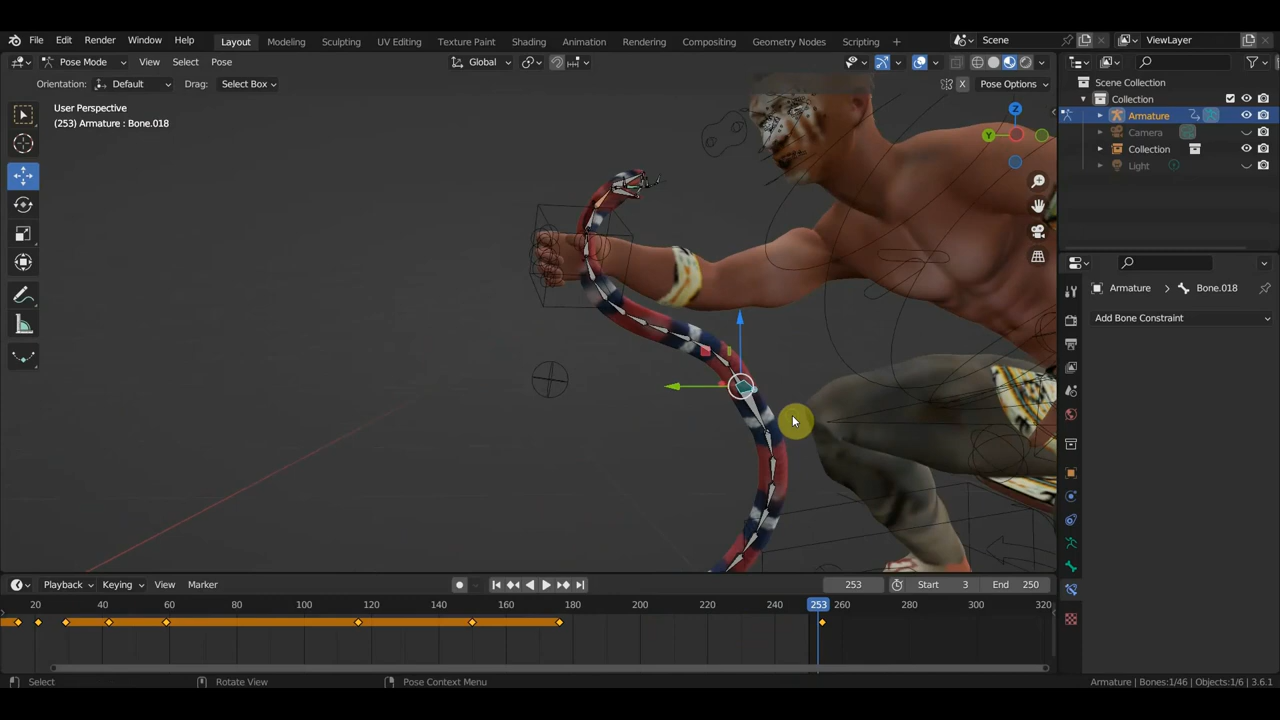 File Edit Render Window Help Layout Modeling Sculpting UV Editing Texture Paint Shading Animation Rendering Compositing Geometry Nodes Scripting + Scene ViewLayer
Pose Mode View Select Pose Global
Orientation: Default Drag: Select Box X Pose Options
User Perspective
(253) Armature : Bone.018
Z
Y
Scene Collection
Collection
Armature
Camera
Collection
Light
Armature > Bone.018
Add Bone Constraint
Playback Keying View Marker 253 Start 3 End 250
20 40 60 80 100 120 140 160 180 200 220 240 253 260 280 300 320
Select Rotate View Pose Context Menu Armature | Bones:1/46 | Objects:1/6 | 3.6.1